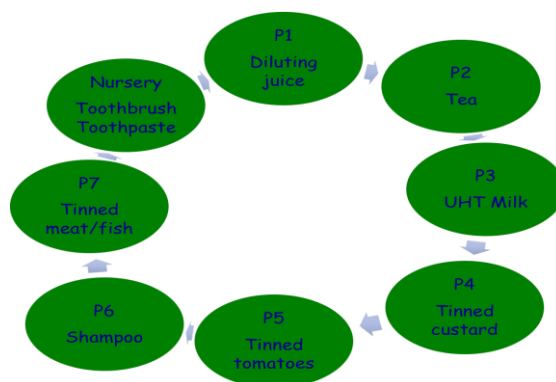 P1
Diluting
juice
P2
Tea
P3
UHT Milk
P4
Tinned
custard
P5
Tinned
tomatoes
P6
Shampoo
P7
Tinned
meat/fish
Nursery
Toothbrush
Toothpaste